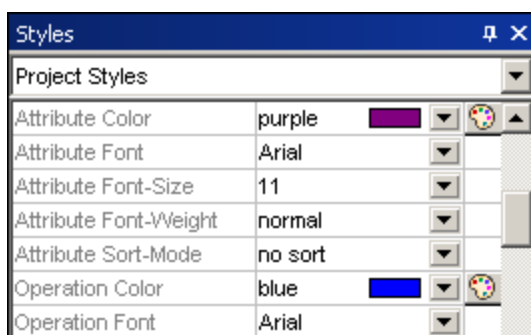 Styles
Project Styles
Attribute Color purple
Attribute Font Arial
Attribute Font-Size 11
Attribute Font-Weight normal
Attribute Sort-Mode no sort
Operation Color blue
Operation Font Arial